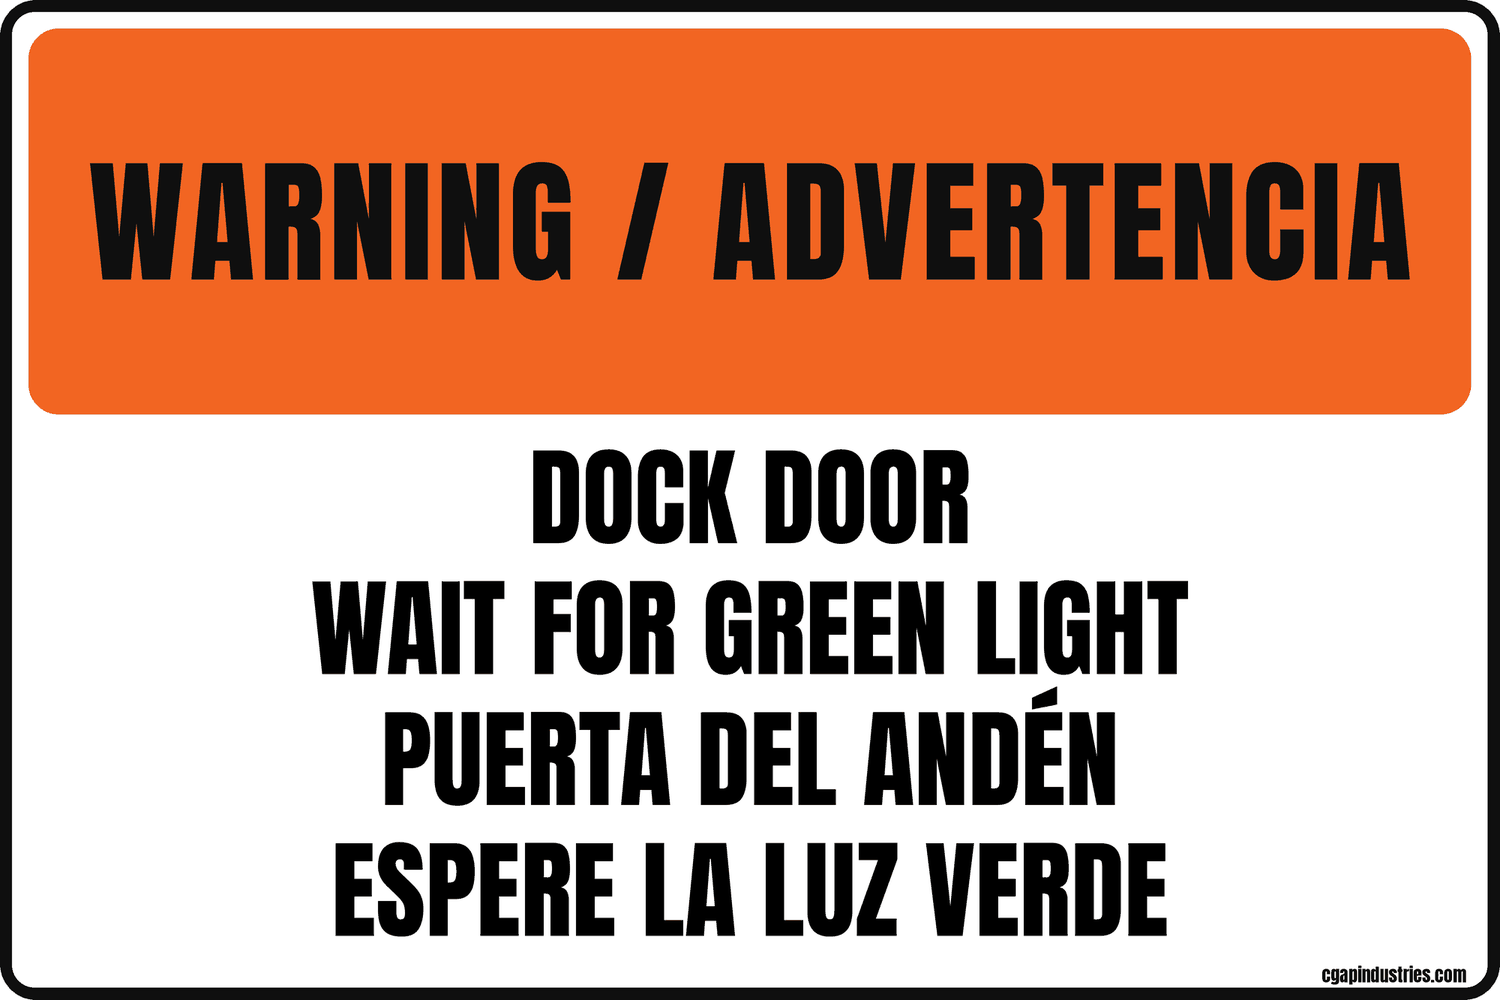 WARNING / ADVERTENCIA
DOCK DOOR
WAIT FOR GREEN LIGHT
PUERTA DEL ANDÉN
ESPERE LA LUZ VERDE
cgapindustries.com